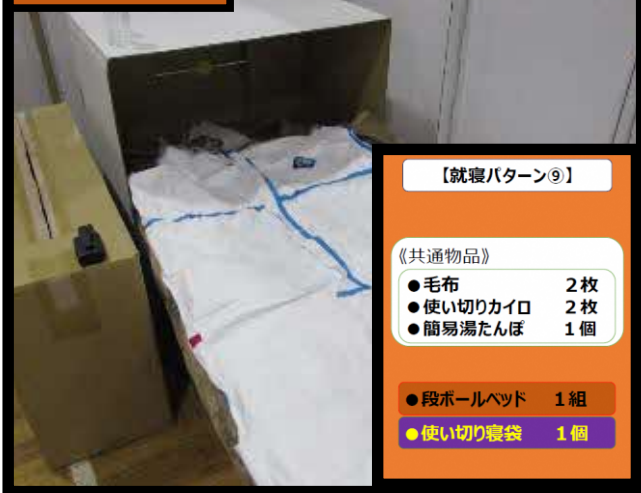 【就寝パターン⑨】
《共通物品》
●毛布 2枚
●使い切りカイロ 2枚
●簡易湯たんぽ 1個
●段ボールベッド 1組
●使い切り寝袋 1個